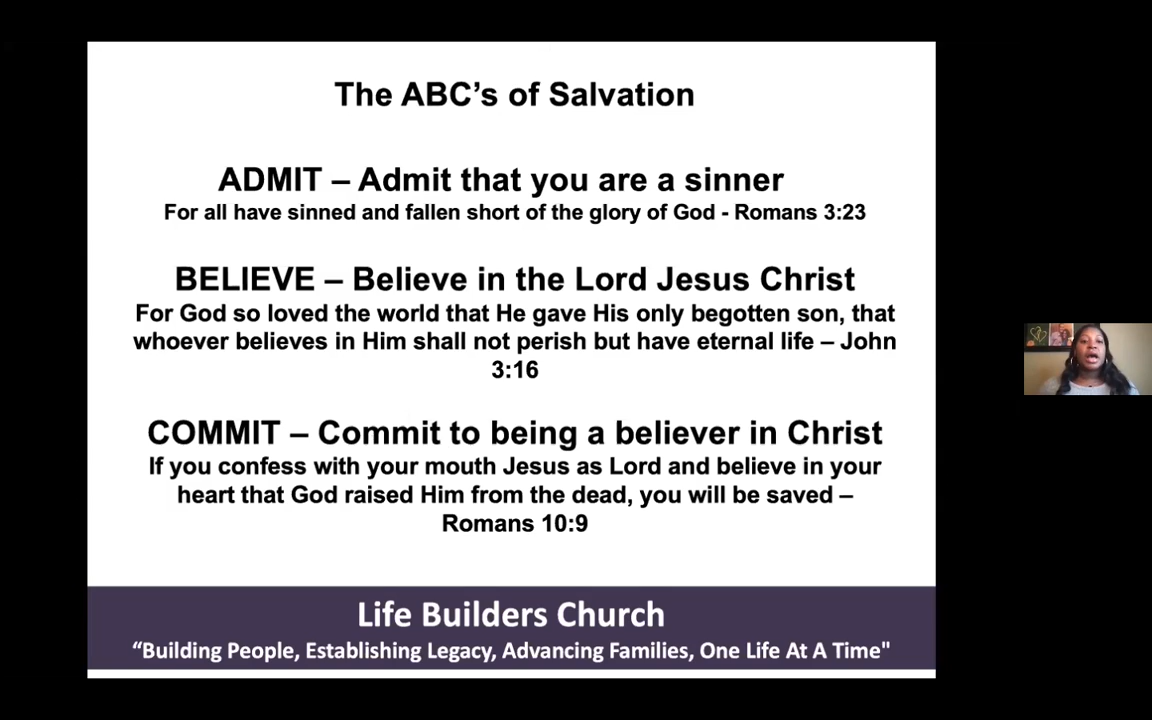 The ABC’s of Salvation
ADMIT – Admit that you are a sinner
For all have sinned and fallen short of the glory of God - Romans 3:23
BELIEVE – Believe in the Lord Jesus Christ
For God so loved the world that He gave His only begotten son, that
whoever believes in Him shall not perish but have eternal life – John
3:16
COMMIT – Commit to being a believer in Christ
If you confess with your mouth Jesus as Lord and believe in your
heart that God raised Him from the dead, you will be saved –
Romans 10:9
Life Builders Church
“Building People, Establishing Legacy, Advancing Families, One Life At A Time"